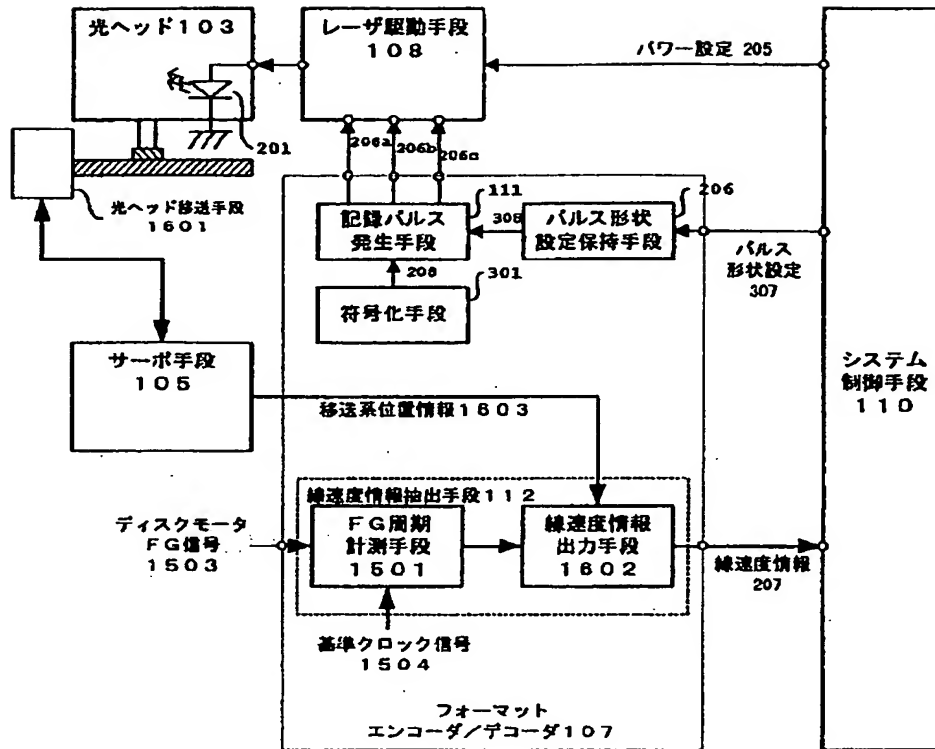 光ヘッド103
レーザ駆動手段
108
パワー設定 205
201
206a
206b
206c
光ヘッド移送手段
1601
111
記録パルス
発生手段
308
パルス形状
設定保持手段
206
パルス
形状設定
307
208
301
符号化手段
サーボ手段
105
システム
制御手段
110
移送系位置情報1603
線速度情報抽出手段112
ディスクモータ
FG信号
1503
FG周期
計測手段
1501
線速度情報
出力手段
1602
線速度情報
207
基準クロック信号
1504
フォーマット
エンコーダ/デコーダ107